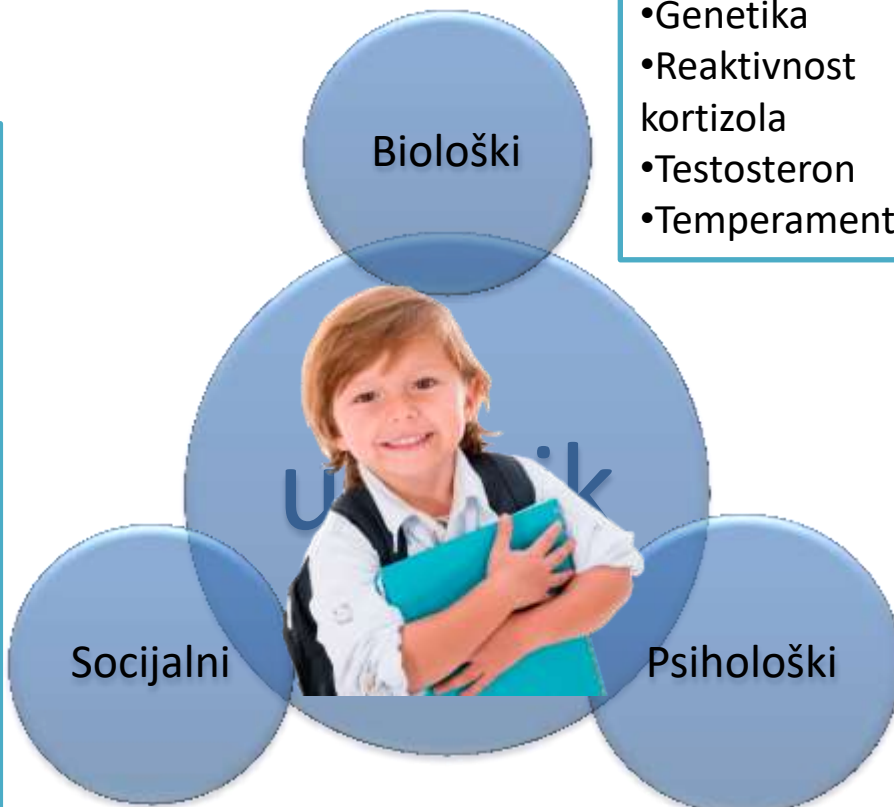 •Genetika
•Reaktivnost
kortizola
•Testosteron
•Temperament
Biološki
Socijalni
Psihološki